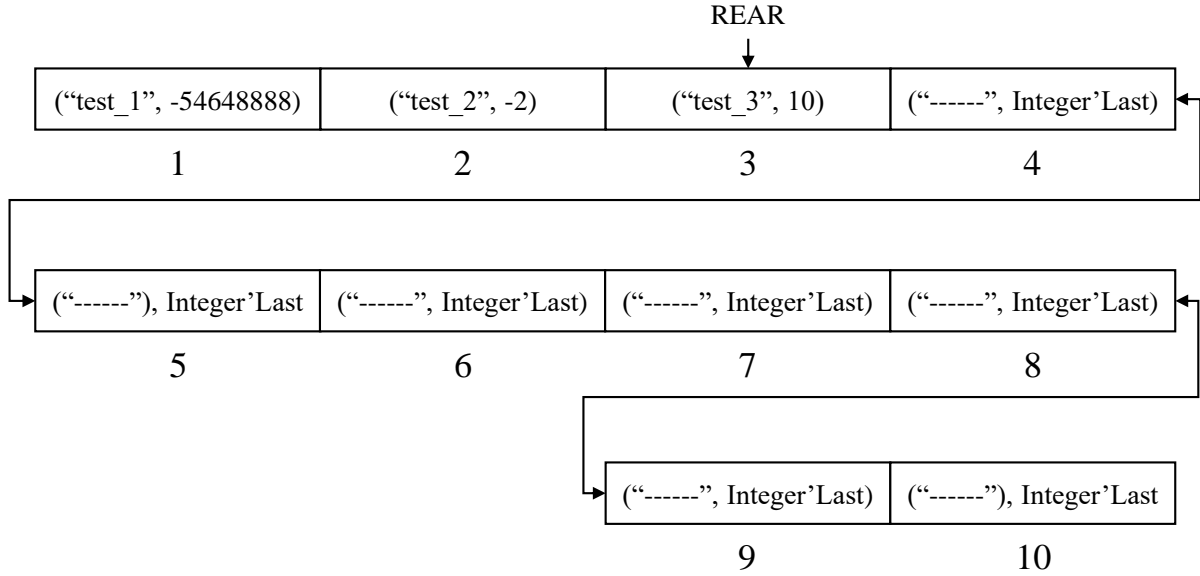 REAR
(“test_1”, -54648888) (“test_2”, -2) (“test_3”, 10) (“------”, Integer’Last)
1 2 3 4
(“------”), Integer’Last (“------”, Integer’Last) (“------”, Integer’Last) (“------”, Integer’Last)
5 6 7 8
(“------”, Integer’Last) (“------”), Integer’Last
9 10